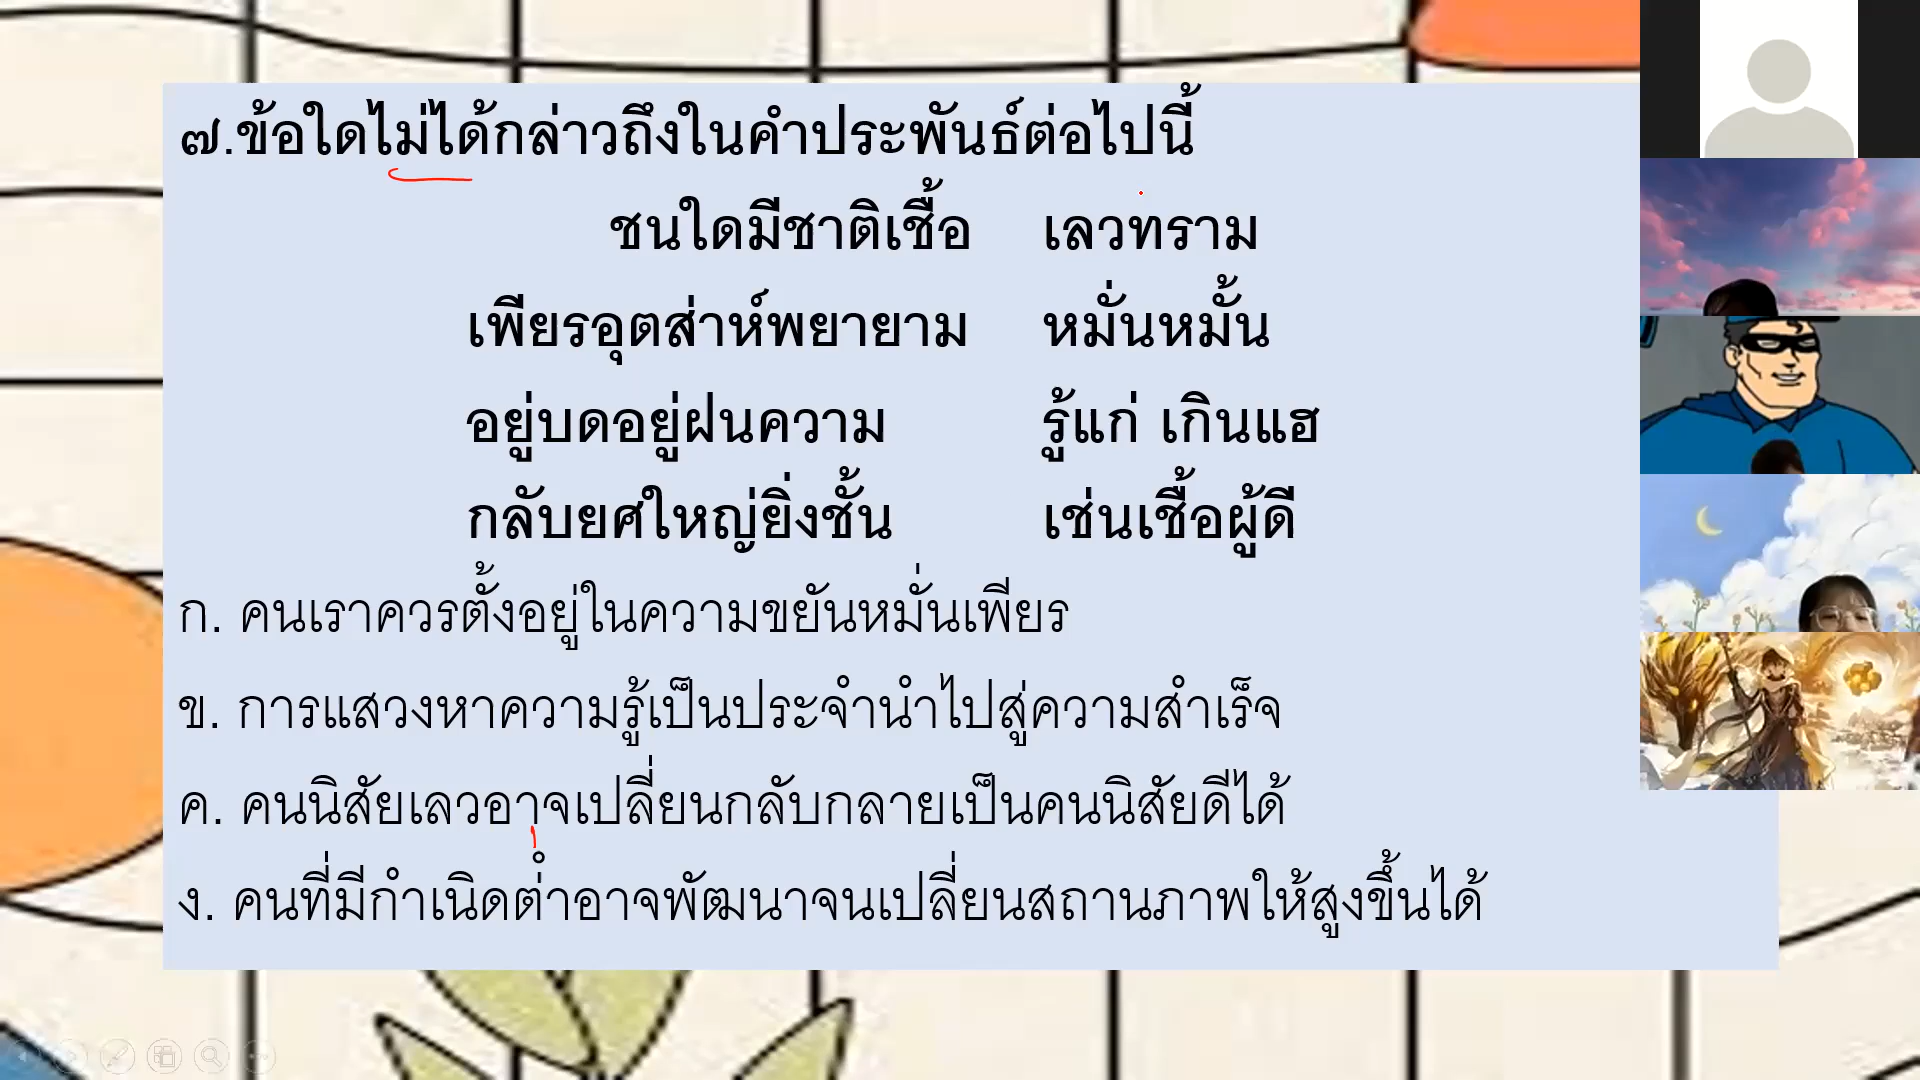 ๗.ข้อใดไม่ได้กล่าวถึงในคำประพันธ์ต่อไปนี้
ชนใดมีชาติเชื้อ เลวทราม
เพียรอุตส่าห์พยายาม หมั่นหมั้น
อยู่บดอยู่ฝนความ รู้แก่ เกินแฮ
กลับยศใหญ่ยิ่งชั้น เช่นเชื้อผู้ดี
ก. คนเราควรตั้งอยู่ในความขยันหมั่นเพียร
ข. การแสวงหาความรู้เป็นประจำนำไปสู่ความสำเร็จ
ค. คนนิสัยเลวอาจเปลี่ยนกลับกลายเป็นคนนิสัยดีได้
ง. คนที่มีกำเนิดต่ำอาจพัฒนาจนเปลี่ยนสถานภาพให้สูงขึ้นได้